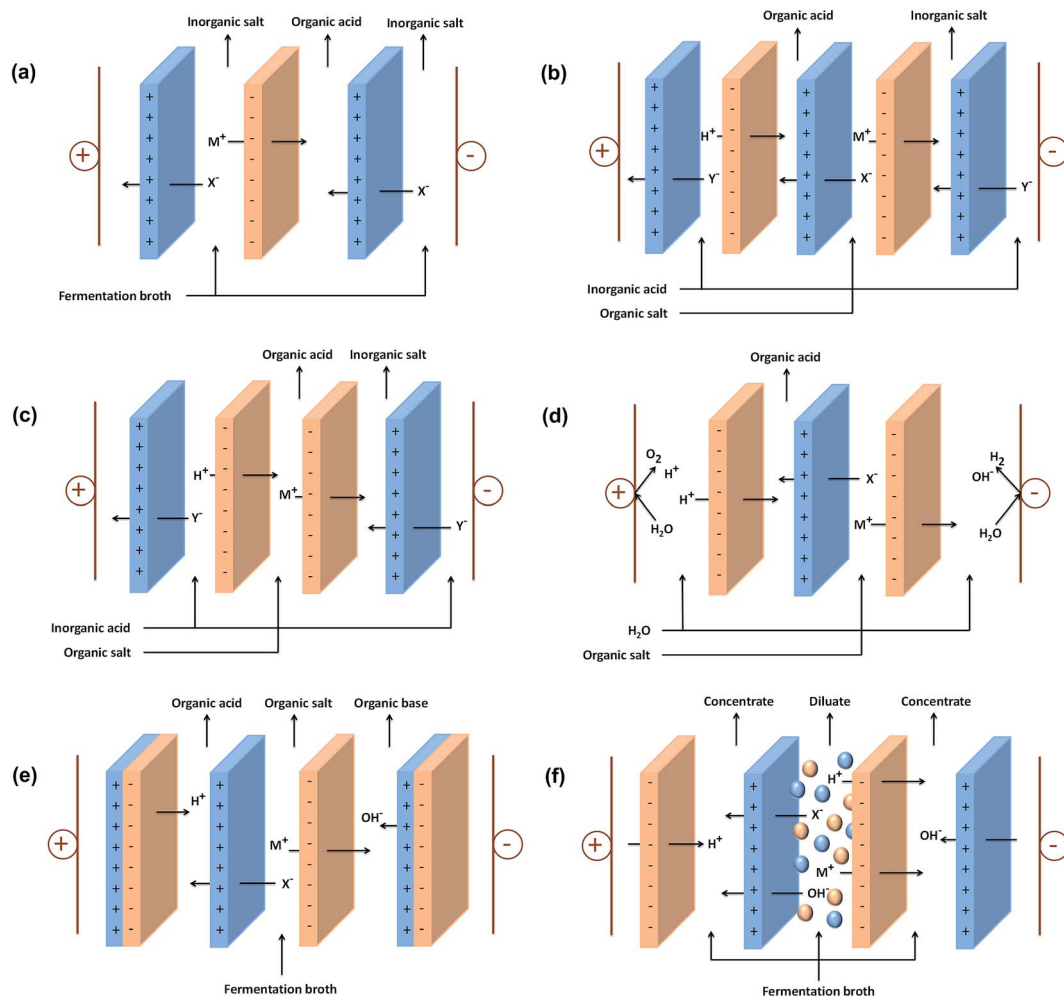 Inorganic salt Organic acid Inorganic salt
(a)
+ M⁺ -
X⁻ X⁻
Fermentation broth
Organic acid Inorganic salt
(b)
H⁺ M⁺
+ Y⁻ X⁻ Y⁻ -
Inorganic acid
Organic salt
Organic acid Inorganic salt
(c)
H⁺
+ M⁺ -
Y⁻ Y⁻
Inorganic acid
Organic salt
Organic acid
(d)
O₂ H⁺ X⁻ H₂
OH⁻
+ H⁺ -
H₂O M⁺ H₂O
H₂O
Organic salt
Organic acid Organic salt Organic base
(e)
H⁺ OH⁻
+ M⁺ -
X⁻
Fermentation broth
Concentrate Diluate Concentrate
(f)
H⁺
X⁻ OH⁻
+ H⁺ M⁺ -
OH⁻
Fermentation broth